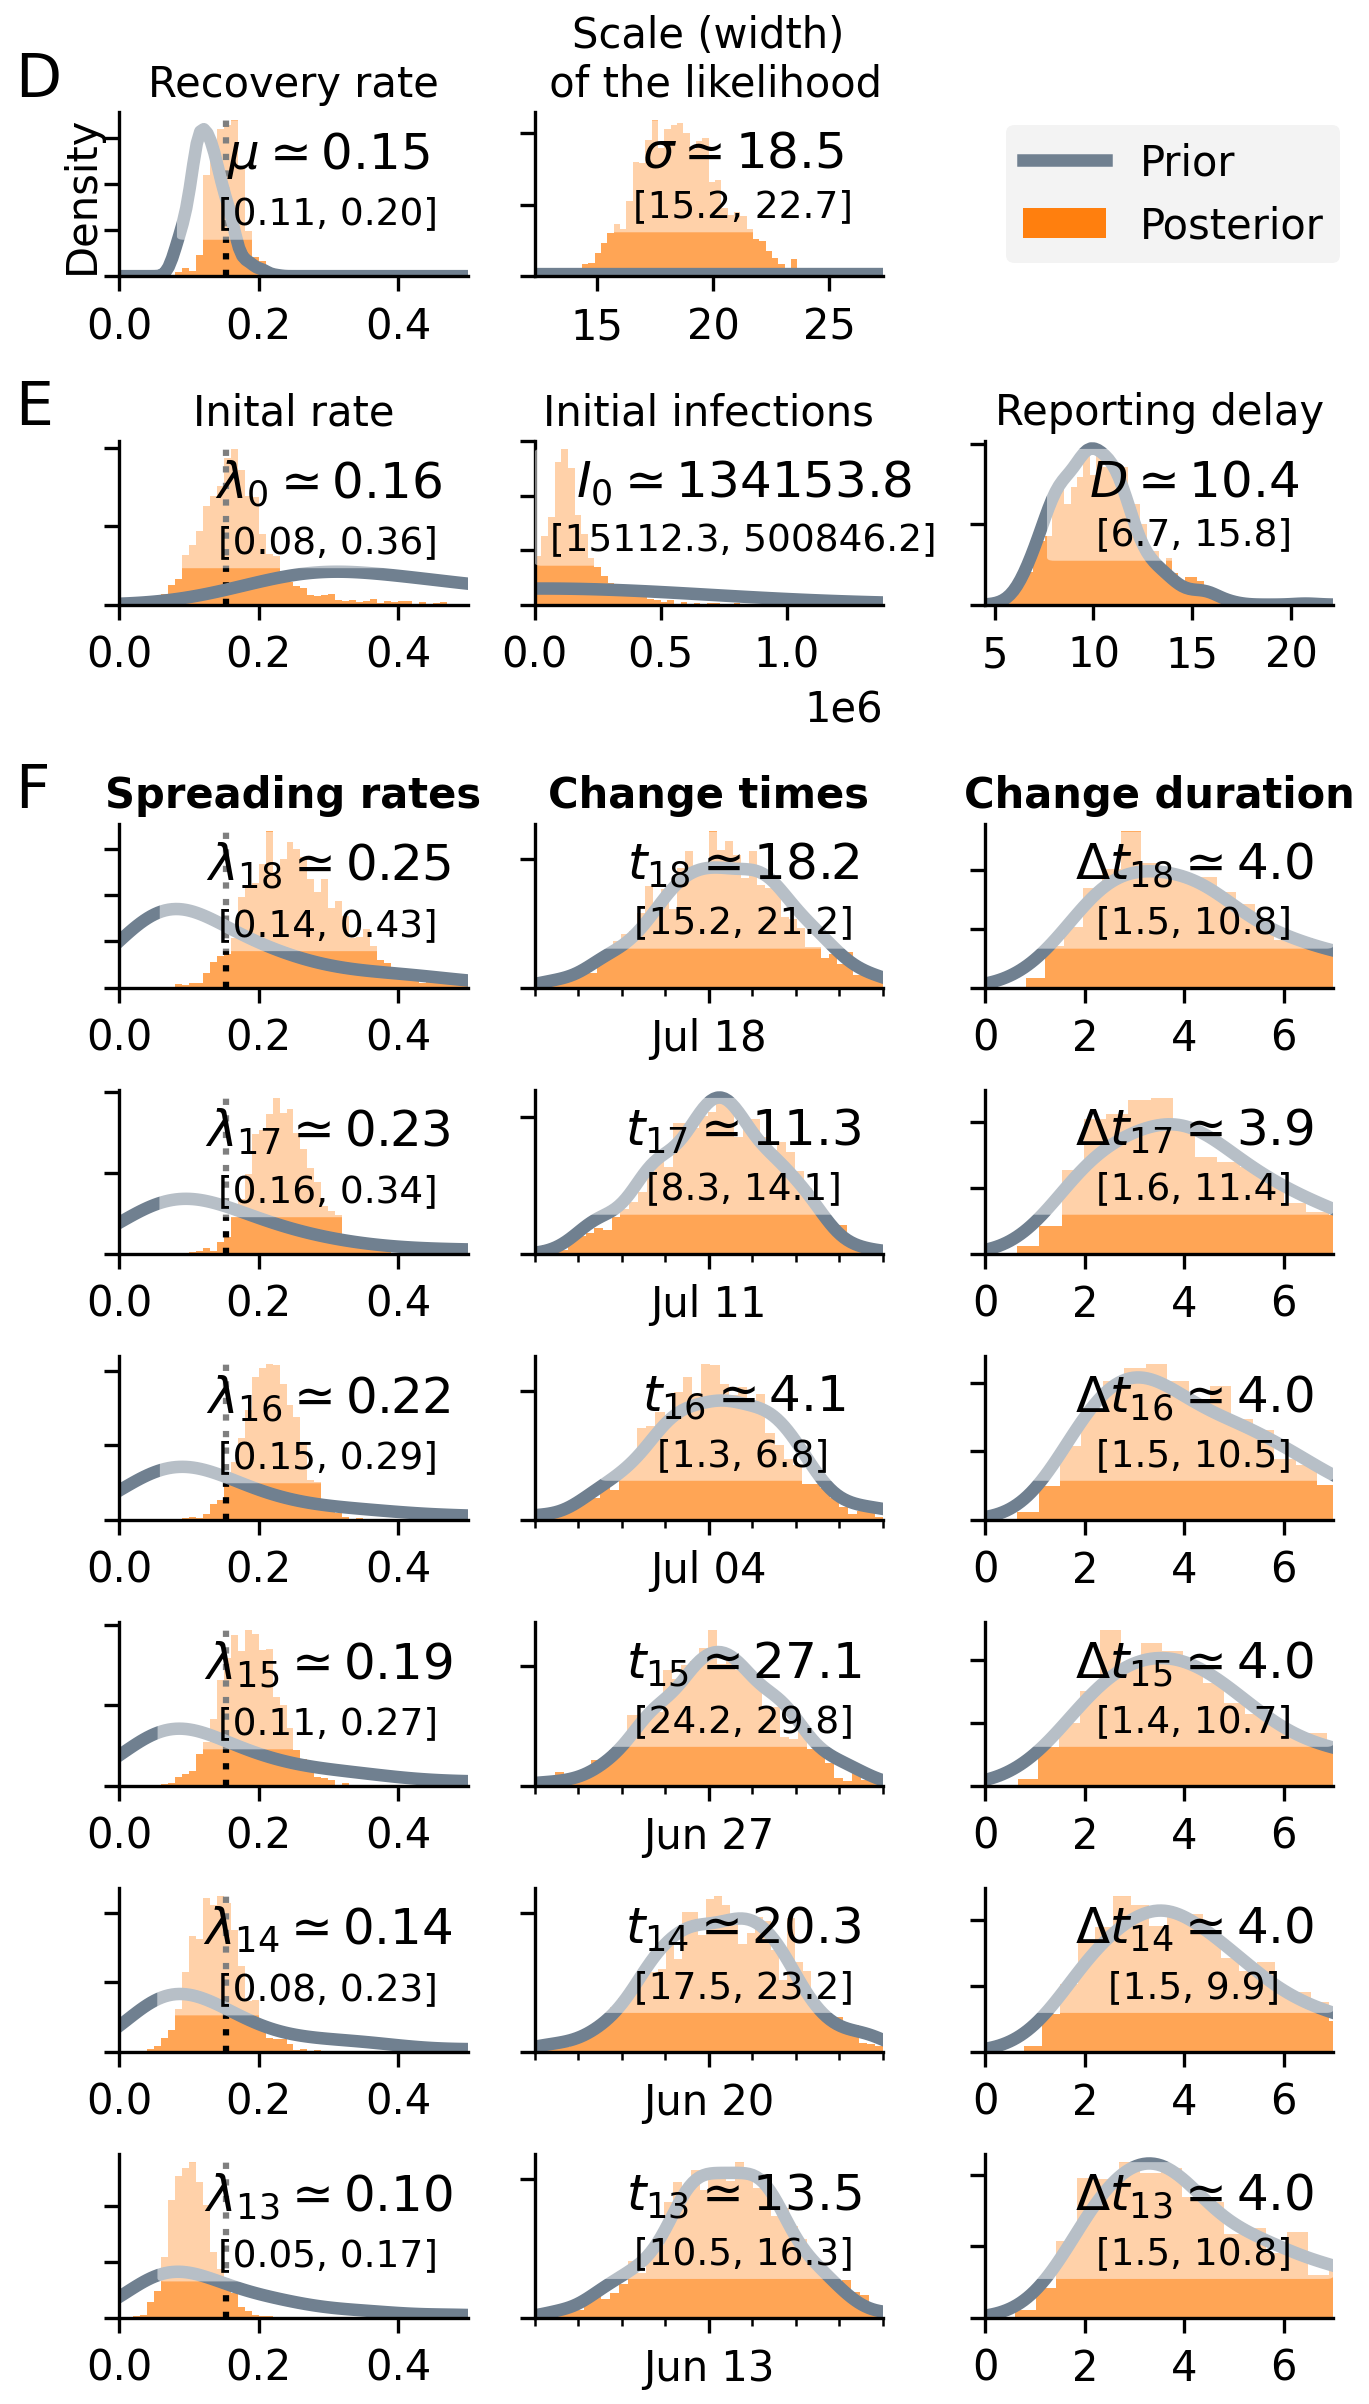 D
Recovery rate
Scale (width)
of the likelihood
Density
μ ≃ 0.15
[0.11, 0.20]
σ ≃ 18.5
[15.2, 22.7]
Prior
Posterior
0.0 0.2 0.4
15 20 25
E
Inital rate
Initial infections
Reporting delay
λ0 ≃ 0.16
[0.08, 0.36]
I0 ≃ 134153.8
[15112.3, 500846.2]
D ≃ 10.4
[6.7, 15.8]
0.0 0.2 0.4
0.0 0.5 1.0
1e6
5 10 15 20
F
Spreading rates
Change times
Change duration
λ18 ≃ 0.25
[0.14, 0.43]
t18 ≃ 18.2
[15.2, 21.2]
Δt18 ≃ 4.0
[1.5, 10.8]
0.0 0.2 0.4
Jul 18
0 2 4 6
λ17 ≃ 0.23
[0.16, 0.34]
t17 ≃ 11.3
[8.3, 14.1]
Δt17 ≃ 3.9
[1.6, 11.4]
0.0 0.2 0.4
Jul 11
0 2 4 6
λ16 ≃ 0.22
[0.15, 0.29]
t16 ≃ 4.1
[1.3, 6.8]
Δt16 ≃ 4.0
[1.5, 10.5]
0.0 0.2 0.4
Jul 04
0 2 4 6
λ15 ≃ 0.19
[0.11, 0.27]
t15 ≃ 27.1
[24.2, 29.8]
Δt15 ≃ 4.0
[1.4, 10.7]
0.0 0.2 0.4
Jun 27
0 2 4 6
λ14 ≃ 0.14
[0.08, 0.23]
t14 ≃ 20.3
[17.5, 23.2]
Δt14 ≃ 4.0
[1.5, 9.9]
0.0 0.2 0.4
Jun 20
0 2 4 6
λ13 ≃ 0.10
[0.05, 0.17]
t13 ≃ 13.5
[10.5, 16.3]
Δt13 ≃ 4.0
[1.5, 10.8]
0.0 0.2 0.4
Jun 13
0 2 4 6